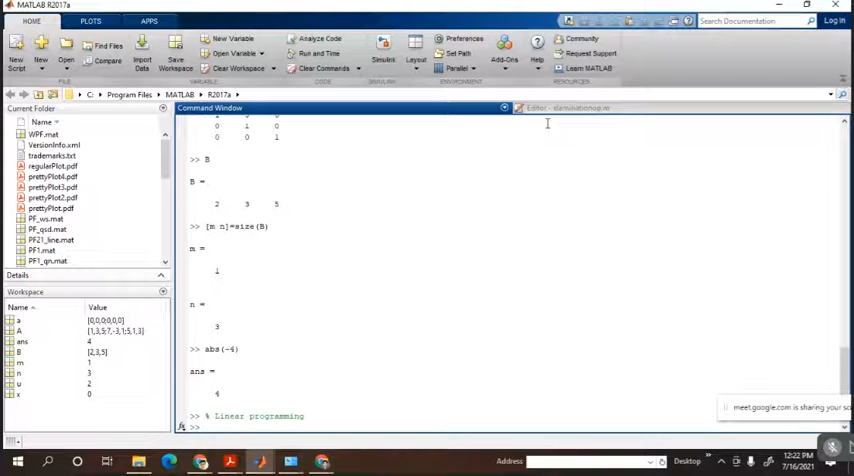 MATLAB R2017a
HOME PLOTS APPS
Search Documentation Log In
New Script New Open Find Files Compare Import Data Save Workspace New Variable Open Variable Clear Workspace Analyze Code Run and Time Clear Commands Simulink Layout Preferences Set Path Parallel Add-Ons Help Community Request Support Learn MATLAB
FILE VARIABLE CODE SIMULINK ENVIRONMENT RESOURCES
C: Program Files MATLAB R2017a
Current Folder
Name
WPF.mat
VersionInfo.xml
trademarks.txt
regularPlot.pdf
prettyPlot4.pdf
prettyPlot3.pdf
prettyPlot2.pdf
prettyPlot.pdf
PF_ws.mat
PF_qsd.mat
PF21_line.mat
PF1.mat
PF1_qn.mat
Details
Workspace
Name Value
a [0,0,0;0,0,0]
A [1,3,5;7,-3,1;5,1,3]
ans 4
B [2,3,5]
m 1
n 3
u 2
x 0
Command Window
0 1 0
0 0 1
>> B
B =
2 3 5
>> [m n]=size(B)
m =
1
n =
3
>> abs(-4)
ans =
4
>> % Linear programming
fx >>
meet.google.com is sharing your sc
Address Desktop
12:22 PM
7/16/2021